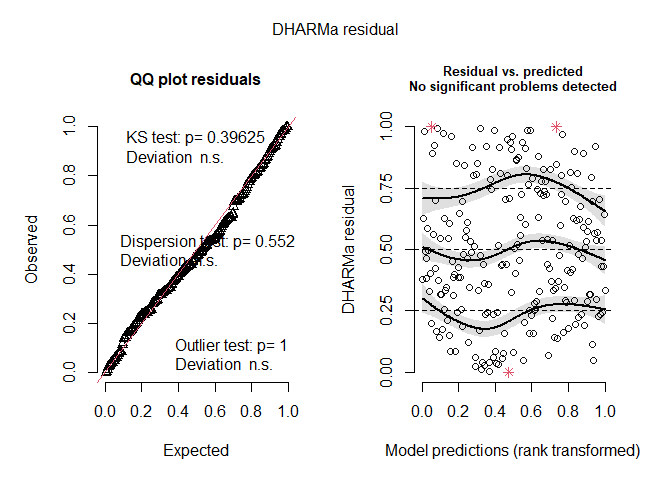 DHARMa residual
QQ plot residuals
KS test: p= 0.39625
Deviation  n.s.
Dispersion test: p= 0.552
Deviation  n.s.
Outlier test: p= 1
Deviation  n.s.
Observed
0.0 0.2 0.4 0.6 0.8 1.0
0.0 0.2 0.4 0.6 0.8 1.0
Expected
Residual vs. predicted
No significant problems detected
DHARMa residual
0.00 0.25 0.50 0.75 1.00
0.0 0.2 0.4 0.6 0.8 1.0
Model predictions (rank transformed)